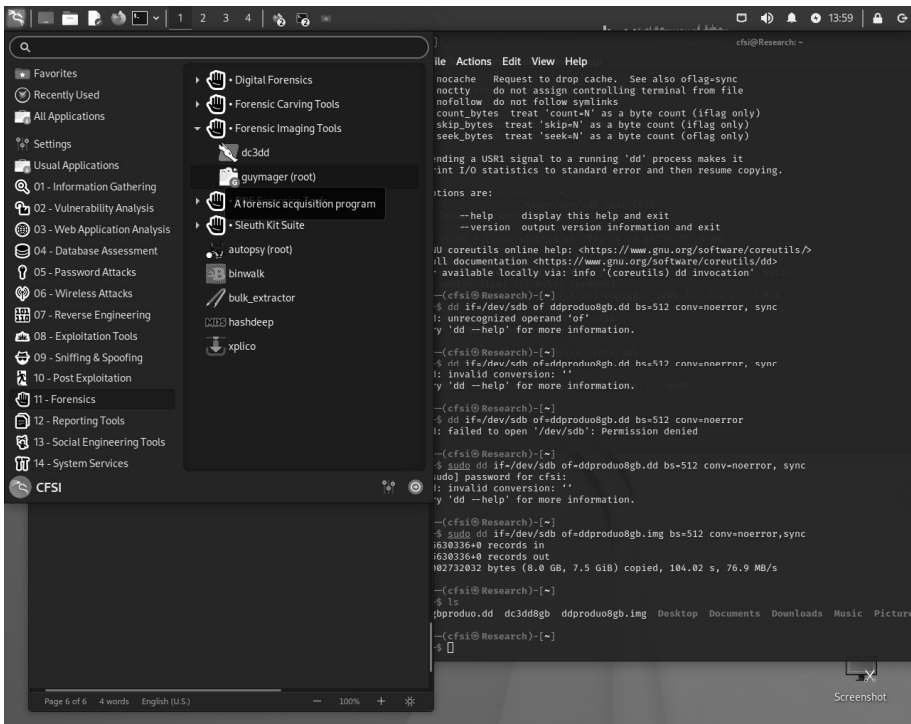 1 2 3 4
13:59
Favorites
Recently Used
All Applications
Settings
Usual Applications
01 - Information Gathering
02 - Vulnerability Analysis
03 - Web Application Analysis
04 - Database Assessment
05 - Password Attacks
06 - Wireless Attacks
07 - Reverse Engineering
08 - Exploitation Tools
09 - Sniffing & Spoofing
10 - Post Exploitation
11 - Forensics
12 - Reporting Tools
13 - Social Engineering Tools
14 - System Services
CFSI
• Digital Forensics
• Forensic Carving Tools
• Forensic Imaging Tools
dc3dd
guymager (root)
A forensic acquisition program
• Sleuth Kit Suite
autopsy (root)
binwalk
bulk_extractor
MD5 hashdeep
xplico
cfsi@Research: ~
ile Actions Edit View Help
nocache Request to drop cache. See also oflag=sync
noctty do not assign controlling terminal from file
nofollow do not follow symlinks
count_bytes treat 'count=N' as a byte count (iflag only)
skip_bytes treat 'skip=N' as a byte count (iflag only)
seek_bytes treat 'seek=N' as a byte count (oflag only)
ending a USR1 signal to a running 'dd' process makes it
rint I/O statistics to standard error and then resume copying.
ptions are:
--help display this help and exit
--version output version information and exit
NU coreutils online help: <https://www.gnu.org/software/coreutils/>
ull documentation <https://www.gnu.org/software/coreutils/dd>
r available locally via: info '(coreutils) dd invocation'
(cfsi@Research)-[~]
$ dd if=/dev/sdb of ddproduo8gb.dd bs=512 conv=noerror, sync
d: unrecognized operand 'of'
ry 'dd --help' for more information.
(cfsi@Research)-[~]
$ dd if=/dev/sdb of=ddproduo8gb.dd bs=512 conv=noerror, sync
d: invalid conversion: ''
ry 'dd --help' for more information.
(cfsi@Research)-[~]
$ dd if=/dev/sdb of=ddproduo8gb.dd bs=512 conv=noerror
d: failed to open '/dev/sdb': Permission denied
(cfsi@Research)-[~]
$ sudo dd if=/dev/sdb of=ddproduo8gb.dd bs=512 conv=noerror, sync
sudo] password for cfsi:
d: invalid conversion: ''
ry 'dd --help' for more information.
(cfsi@Research)-[~]
$ sudo dd if=/dev/sdb of=ddproduo8gb.img bs=512 conv=noerror,sync
5630336+0 records in
5630336+0 records out
002732032 bytes (8.0 GB, 7.5 GiB) copied, 104.02 s, 76.9 MB/s
(cfsi@Research)-[~]
$ ls
gbproduo.dd dc3dd8gb ddproduo8gb.img Desktop Documents Downloads Music Picture
(cfsi@Research)-[~]
$
Page 6 of 6 4 words English (U.S.) 100%
Screenshot